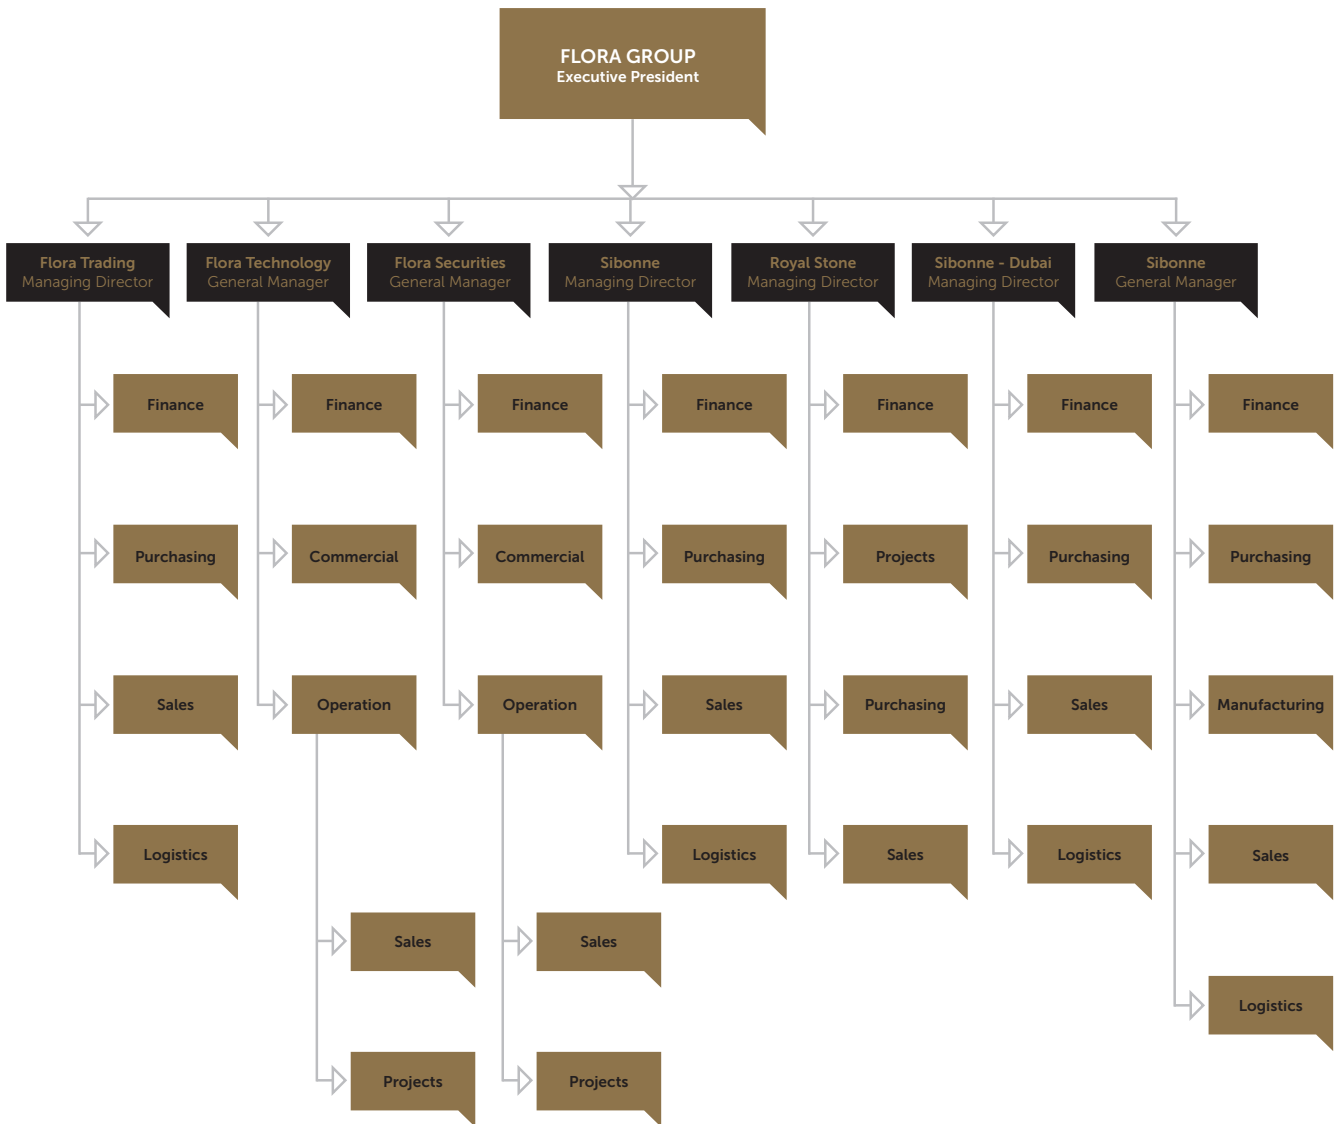 FLORA GROUP
Executive President
Flora Trading
Managing Director
Flora Technology
General Manager
Flora Securities
General Manager
Sibonne
Managing Director
Royal Stone
Managing Director
Sibonne - Dubai
Managing Director
Sibonne
General Manager
Finance
Finance
Finance
Finance
Finance
Finance
Finance
Purchasing
Commercial
Commercial
Purchasing
Projects
Purchasing
Purchasing
Sales
Operation
Operation
Sales
Purchasing
Sales
Manufacturing
Logistics
Logistics
Sales
Logistics
Sales
Sales
Sales
Logistics
Projects
Projects